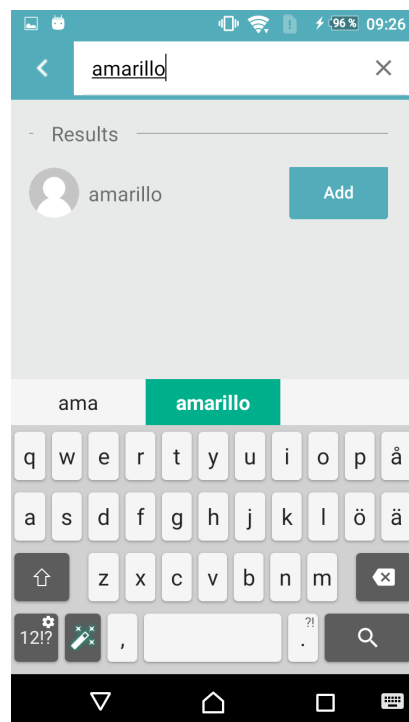 96 % 09:26
amarillo
Results
amarillo Add
ama amarillo
q w e r t y u i o p å
a s d f g h j k l ö ä
z x c v b n m
12!? , . ?!